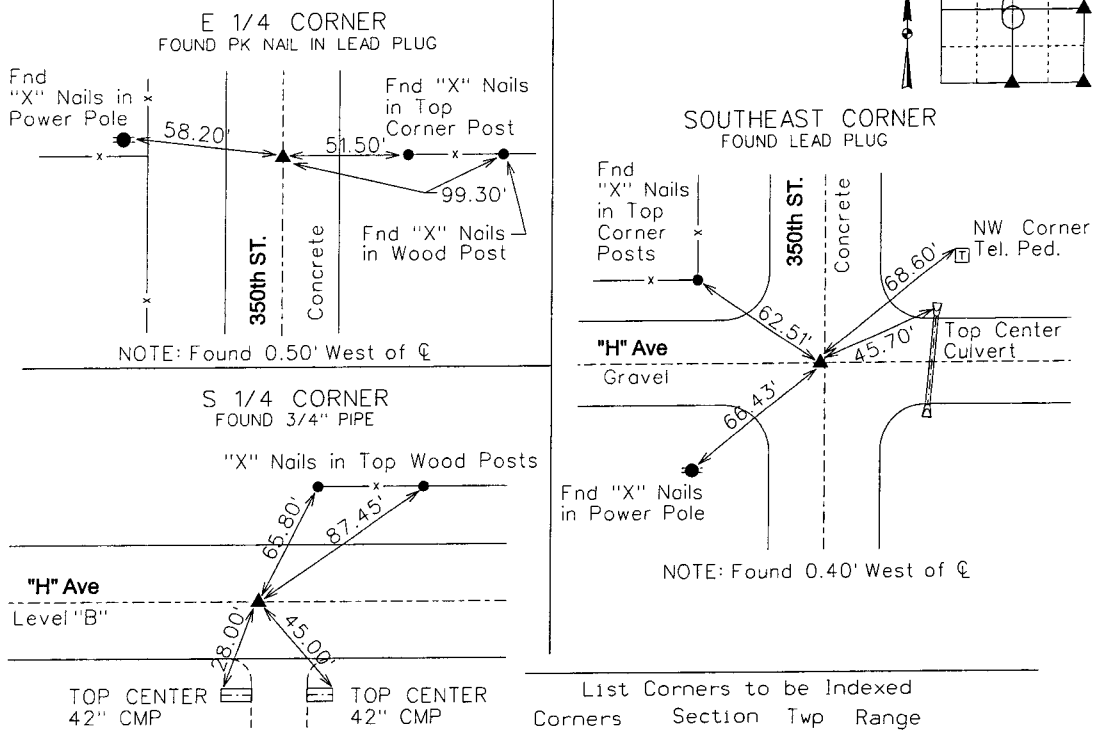 E 1/4 CORNER
FOUND PK NAIL IN LEAD PLUG
Fnd
"X" Nails in
Power Pole
58.20'
51.50'
Fnd "X" Nails
in Top
Corner Post
99.30'
Fnd "X" Nails
in Wood Post
350th ST.
Concrete
NOTE: Found 0.50' West of ℄
S 1/4 CORNER
FOUND 3/4" PIPE
"X" Nails in Top Wood Posts
65.80'
87.45'
"H" Ave
Level "B"
28.00'
45.00'
TOP CENTER
42" CMP
TOP CENTER
42" CMP
SOUTHEAST CORNER
FOUND LEAD PLUG
Fnd
"X" Nails
in Top
Corner
Posts
350th ST.
Concrete
NW Corner
Tel. Ped.
T
68.60'
62.51'
45.70'
Top Center
Culvert
"H" Ave
Gravel
66.43'
Fnd "X" Nails
in Power Pole
NOTE: Found 0.40' West of ℄
List Corners to be Indexed
Corners Section Twp Range